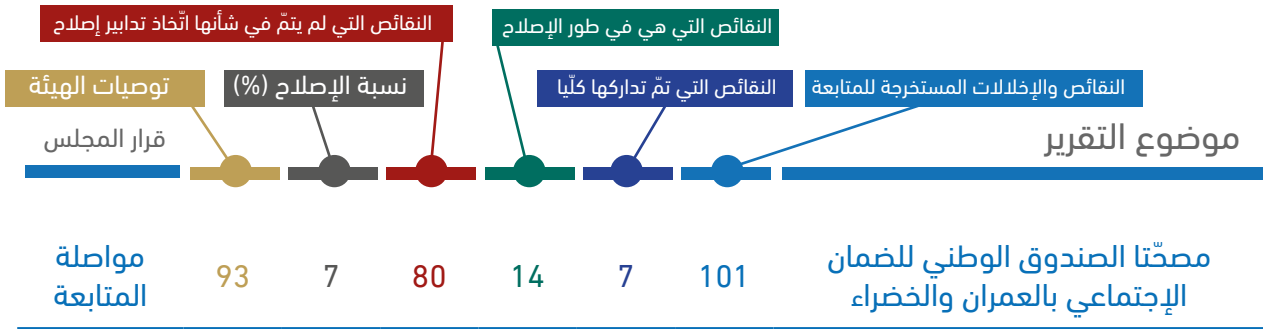 النقائص التي لم يتمّ في شأنها اتّخاذ تدابير إصلاح
النقائص التي هي في طور الإصلاح
توصيات الهيئة
نسبة الإصلاح (%)
النقائص التي تمّ تداركها كلّيا
النقائص والإخلالات المستخرجة للمتابعة
موضوع التقرير
قرار المجلس
مصحّتا الصندوق الوطني للضمان
الإجتماعي بالعمران والخضراء
101
7
14
80
7
93
مواصلة
المتابعة